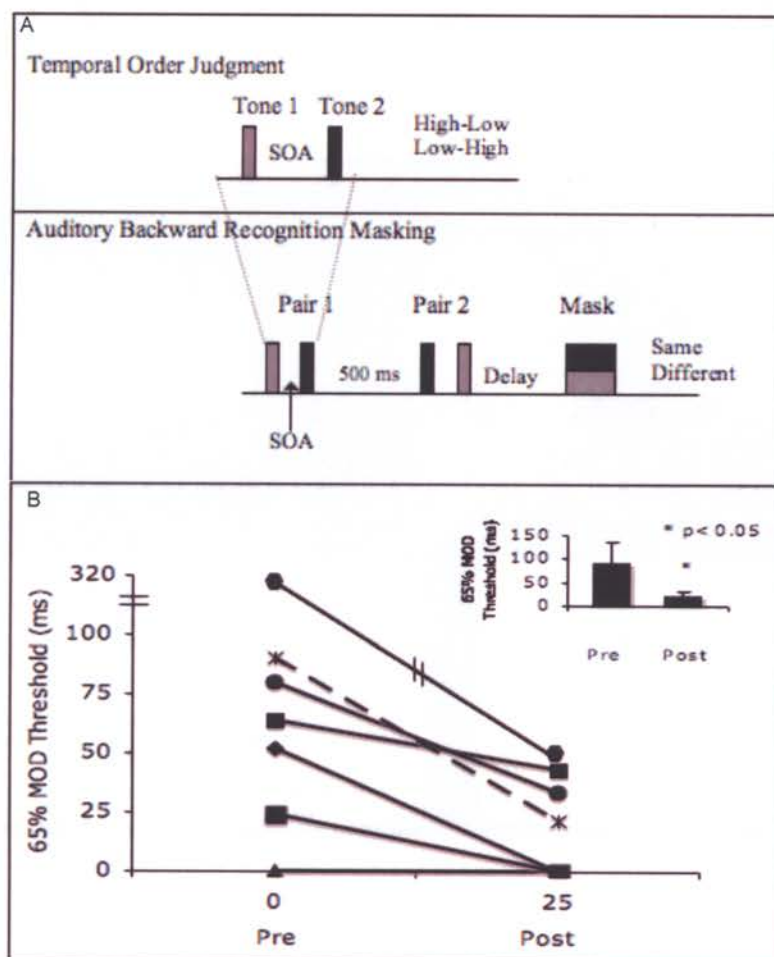 A
Temporal Order Judgment
Tone 1 Tone 2
SOA
High-Low
Low-High
Auditory Backward Recognition Masking
Pair 1 Pair 2 Mask
500 ms
Delay
Same
Different
SOA
B
65% MOD Threshold (ms)
320
100
75
50
25
0
0 25
Pre Post
65% MOD
Threshold (ms)
150
100
50
0
* p< 0.05
*
Pre Post